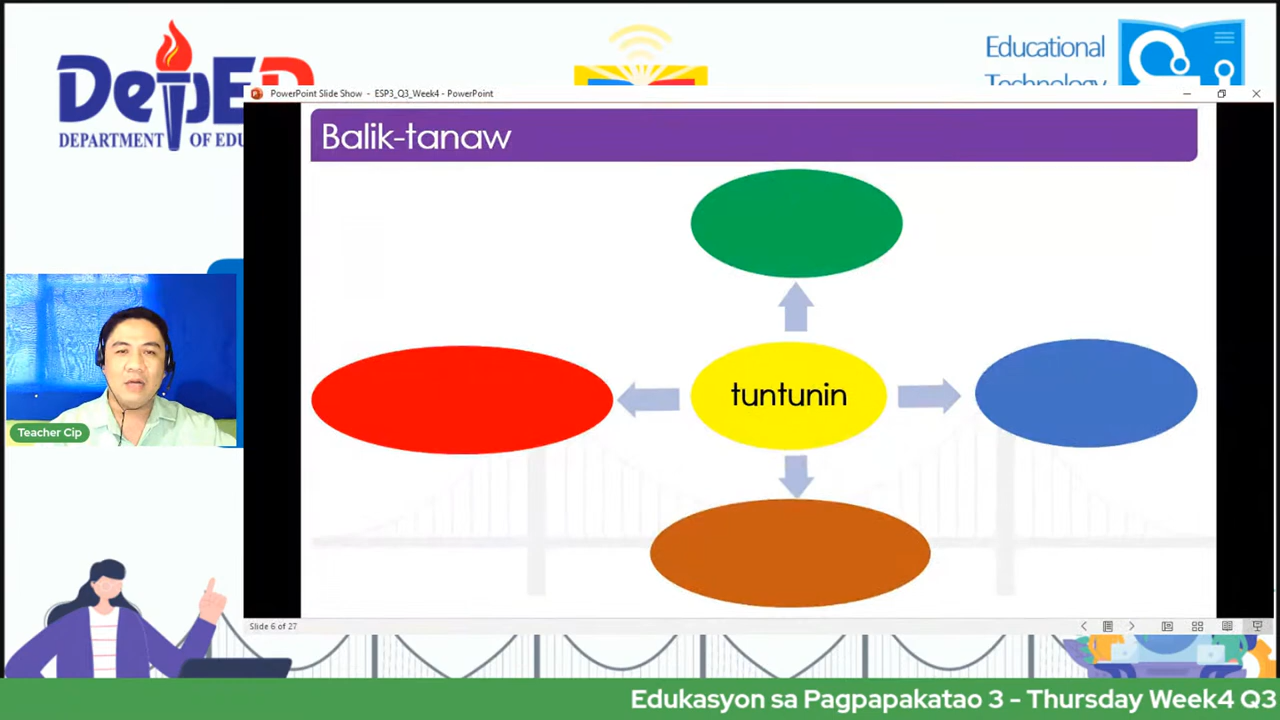 DepED
DEPARTMENT OF EDU
Educational
Technology
PowerPoint Slide Show - ESP3_Q3_Week4 - PowerPoint
Balik-tanaw
tuntunin
Teacher Cip
Slide 6 of 27
Edukasyon sa Pagpapakatao 3 - Thursday Week4 Q3